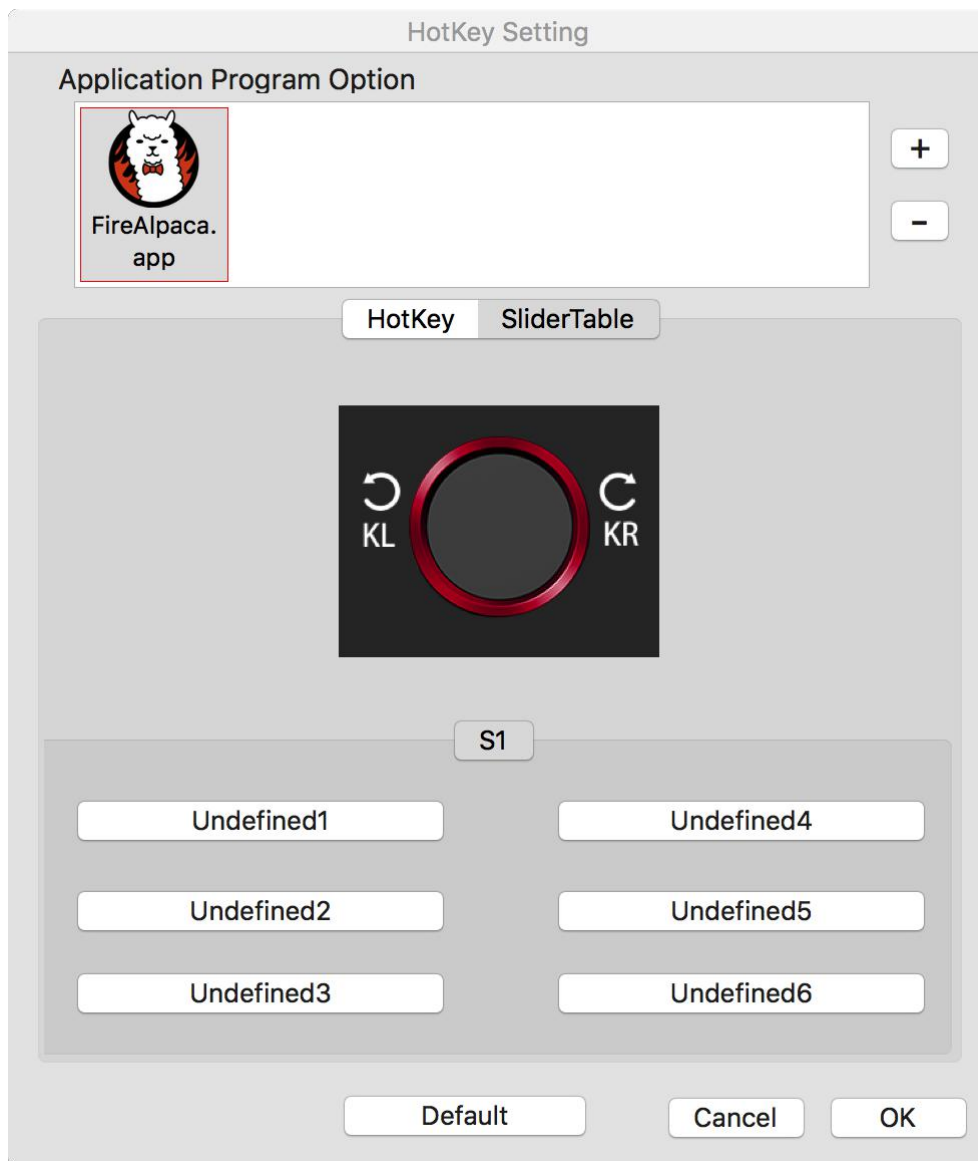 HotKey Setting
Application Program Option
+
FireAlpaca.
app
-
HotKey SliderTable
KL KR
S1
Undefined1 Undefined4
Undefined2 Undefined5
Undefined3 Undefined6
Default Cancel OK